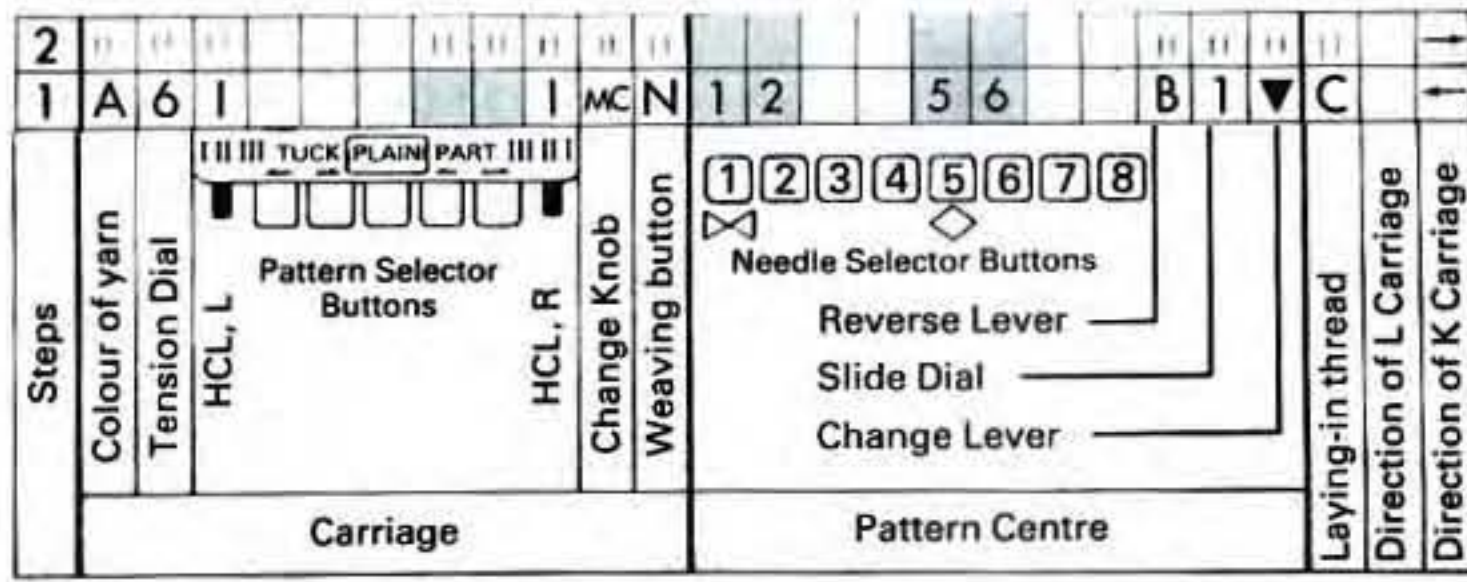 2 " " " " " " " " " " " " "
1 A 6 I I MC N 1 2 5 6 B 1 ▼ C ←
I II III TUCK PLAIN PART III II I
1 2 3 4 5 6 7 8
Steps
Colour of yarn
Tension Dial
HCL, L
Pattern Selector
Buttons
HCL, R
Change Knob
Weaving button
Needle Selector Buttons
Reverse Lever
Slide Dial
Change Lever
Laying-in thread
Direction of L Carriage
Direction of K Carriage
Carriage
Pattern Centre